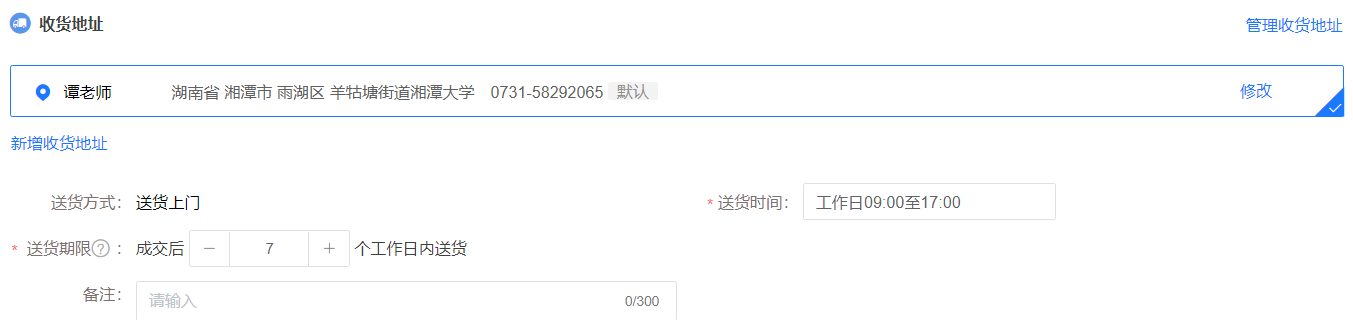 收货地址
管理收货地址
谭老师 湖南省 湘潭市 雨湖区 羊牯塘街道湘潭大学 0731-58292065 默认 修改
新增收货地址
送货方式： 送货上门
* 送货时间： 工作日09:00至17:00
* 送货期限? ： 成交后 − 7 + 个工作日内送货
备注： 请输入 0/300